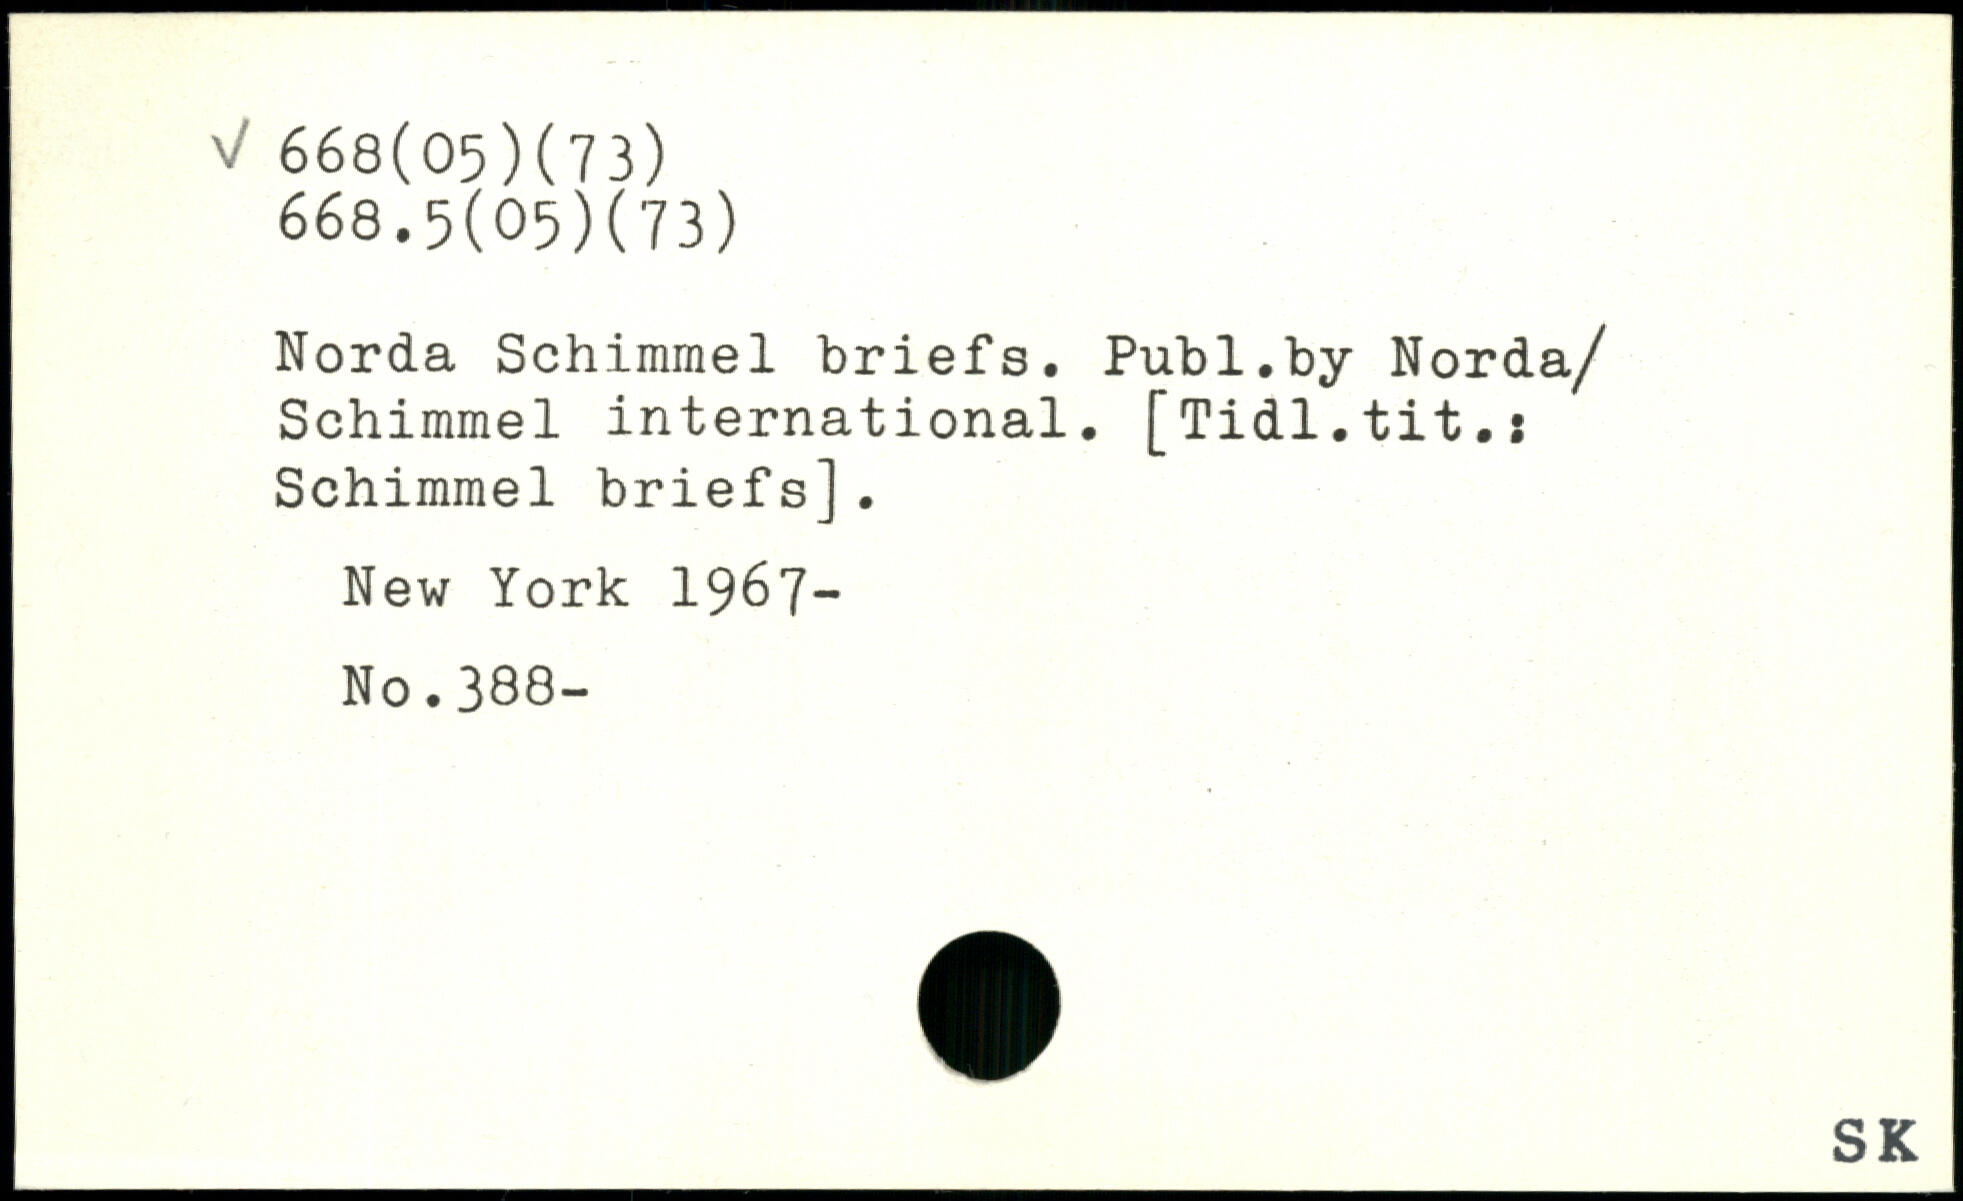 √ 668(05)(73)
668.5(05)(73)
Norda Schimmel briefs. Publ.by Norda/
Schimmel international. [Tidl.tit.:
Schimmel briefs].
New York 1967-
No.388-
SK